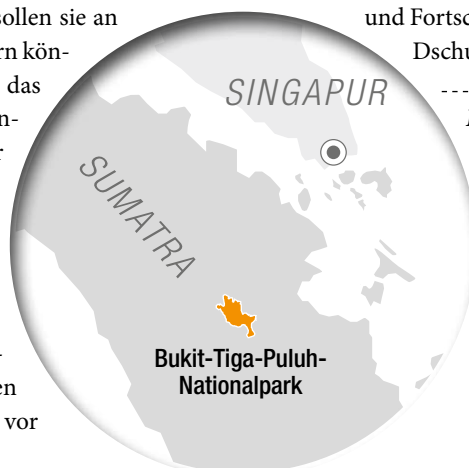 sollen sie an
rn kön-
das
n-
r
-
en
vor
und Fortsc
Dschu
SINGAPUR
SUMATRA
Bukit-Tiga-Puluh-
Nationalpark